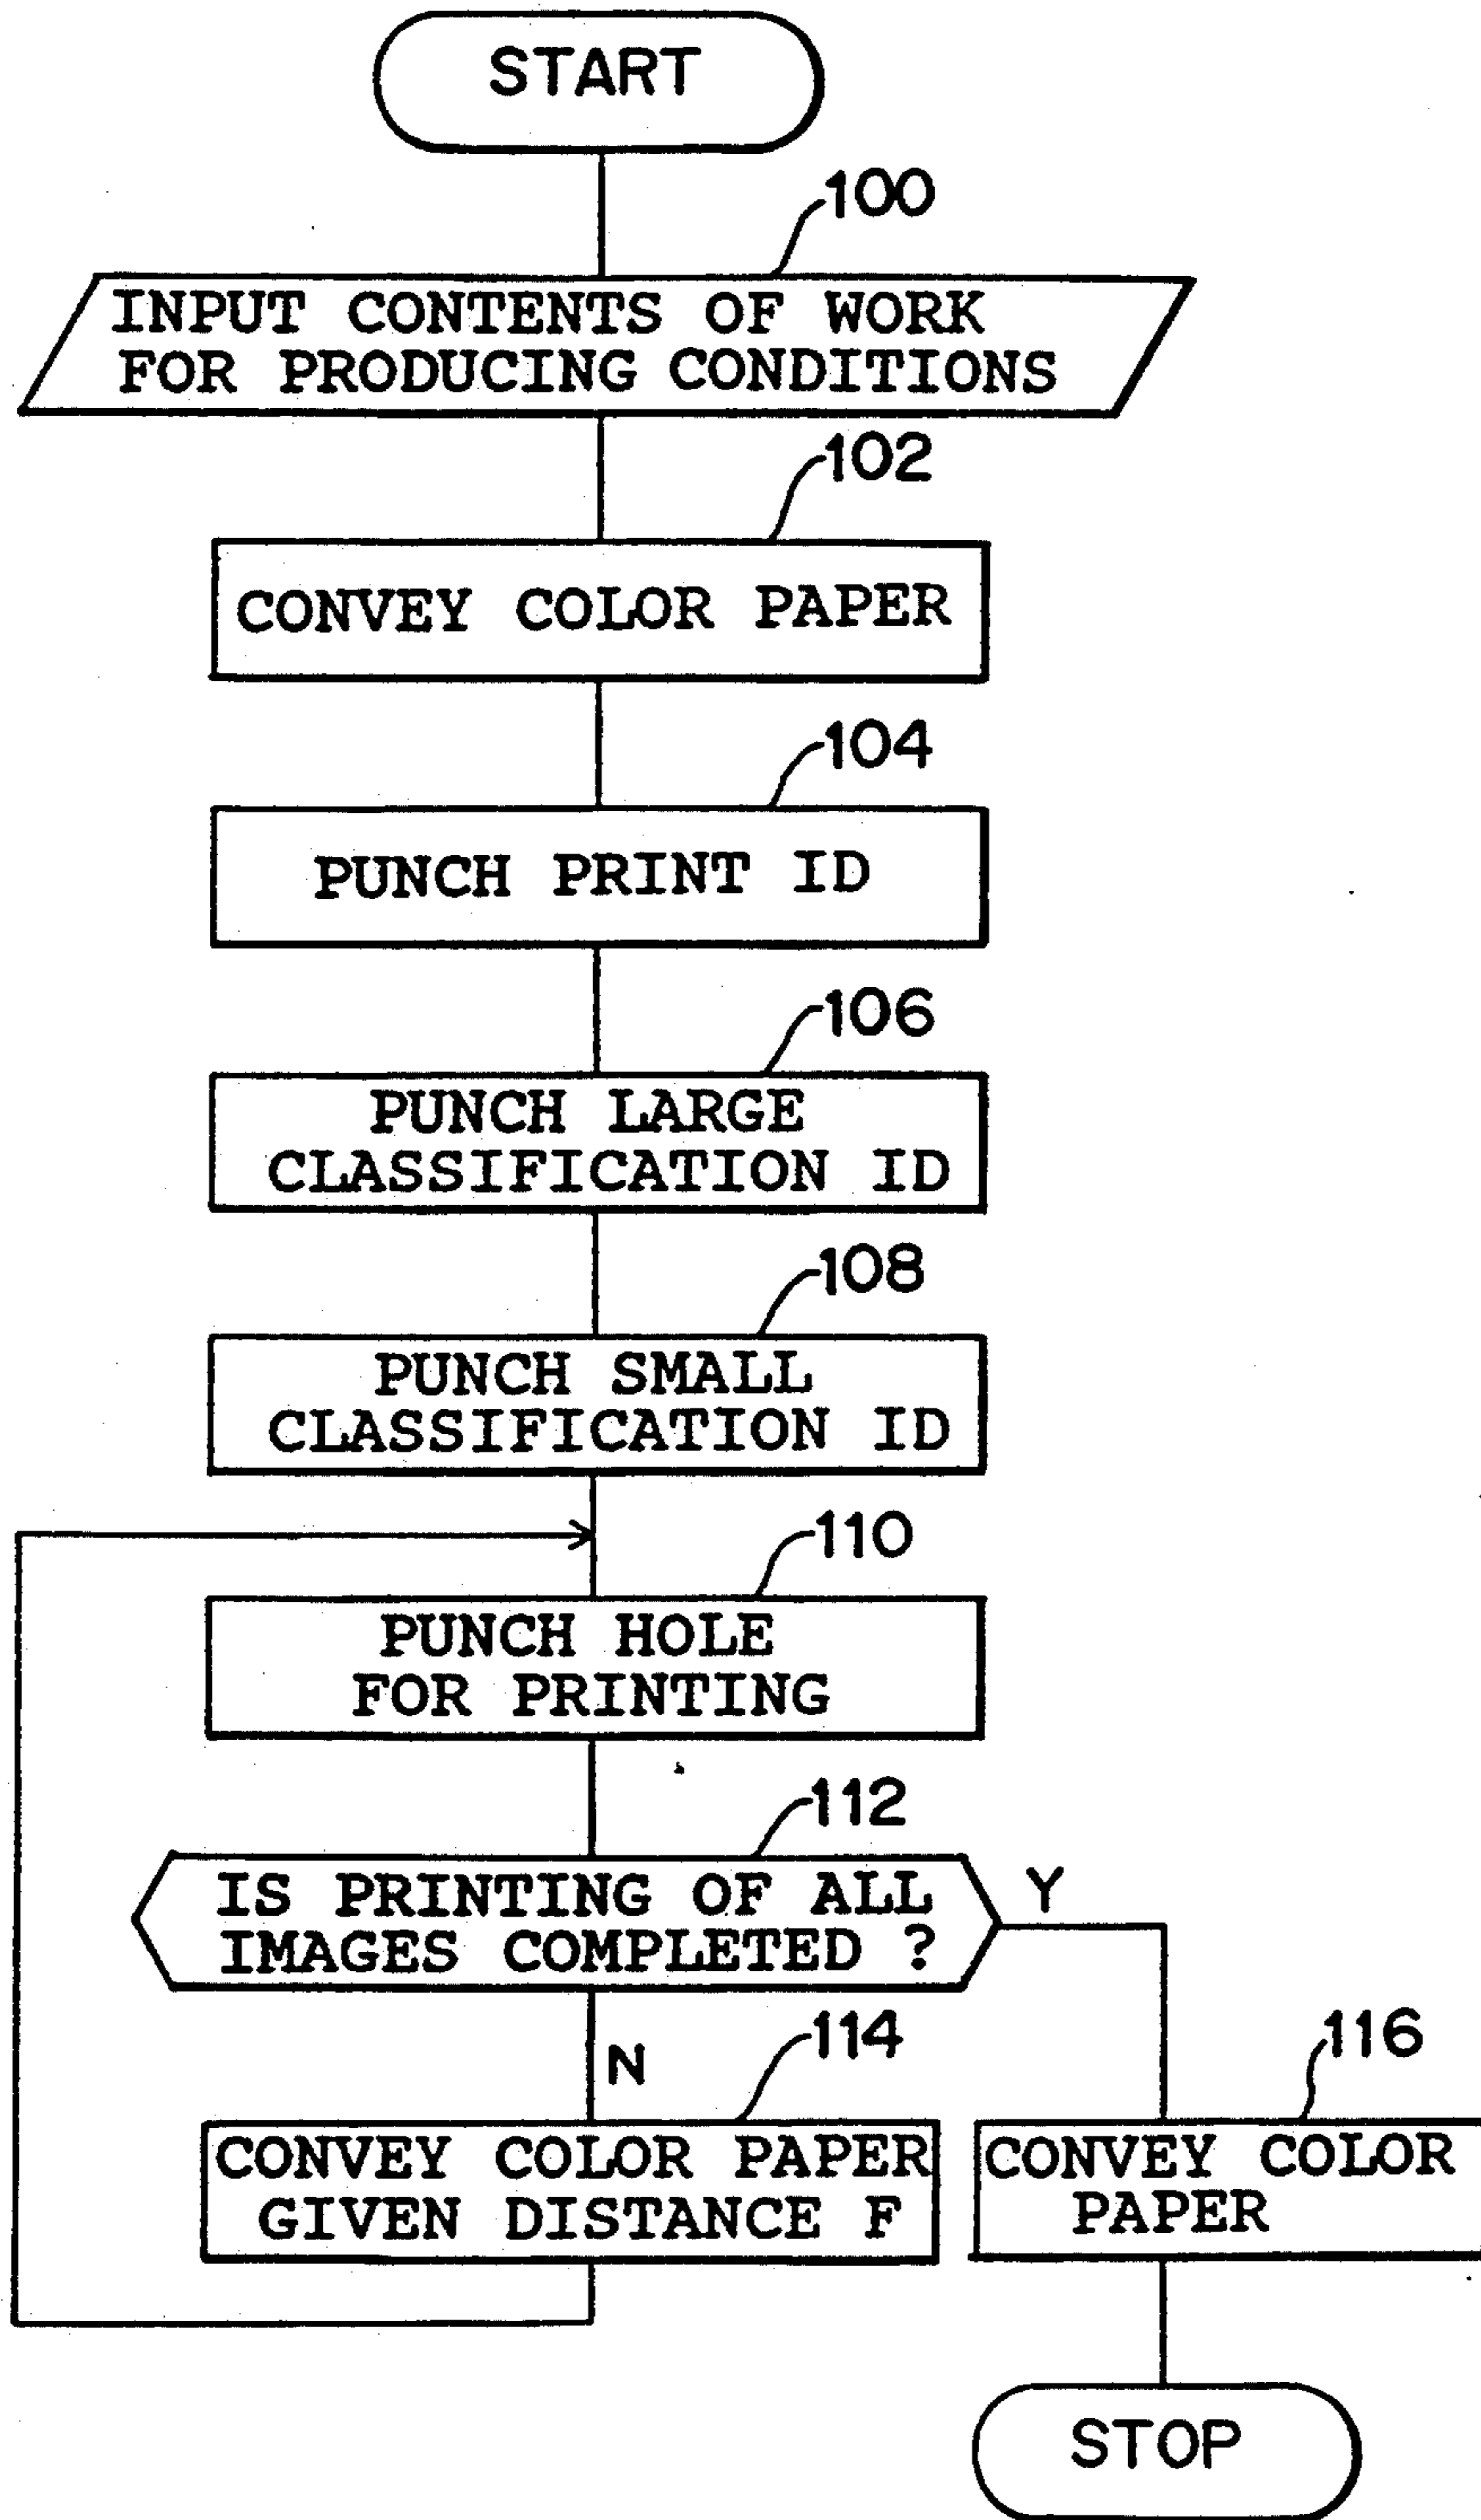 START
100
INPUT CONTENTS OF WORK
FOR PRODUCING CONDITIONS
102
CONVEY COLOR PAPER
104
PUNCH PRINT ID
106
PUNCH LARGE
CLASSIFICATION ID
108
PUNCH SMALL
CLASSIFICATION ID
110
PUNCH HOLE
FOR PRINTING
112
IS PRINTING OF ALL
IMAGES COMPLETED ?
Y
N
114
CONVEY COLOR PAPER
GIVEN DISTANCE F
116
CONVEY COLOR
PAPER
STOP